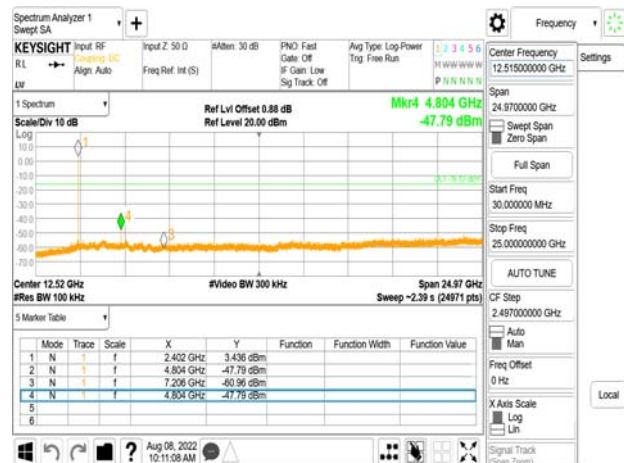 Spectrum Analyzer 1
Swept SA
Frequency
KEYSIGHT Input: RF Input Z: 50 Ω #Atten: 30 dB PNO: Fast Avg Type: Log-Power 1 2 3 4 5 6
RL Coupling: DC Gate: Off Trig: Free Run M W W W W W
Align: Auto Freq Ref: Int (S) IF Gain: Low
Sig Track: Off P N N N N N
LXI
1 Spectrum
Ref Lvl Offset 0.88 dB Mkr4 4.804 GHz
Scale/Div 10 dB Ref Level 20.00 dBm -47.79 dBm
Log
10.0
0.00
-10.0
-20.0
-30.0
-40.0
-50.0
-60.0
-70.0
1
4
3
Center 12.52 GHz #Video BW 300 kHz Span 24.97 GHz
#Res BW 100 kHz Sweep ~2.39 s (24971 pts)
5 Marker Table
Mode Trace Scale X Y Function Function Width Function Value
1 N 1 f 2.402 GHz 3.436 dBm
2 N 1 f 4.804 GHz -47.79 dBm
3 N 1 f 7.206 GHz -60.96 dBm
4 N 1 f 4.804 GHz -47.79 dBm
5
6
Aug 08, 2022
10:11:08 AM
?
Center Frequency
12.515000000 GHz
Settings
Span
24.9700000 GHz
Swept Span
Zero Span
Full Span
Start Freq
30.000000 MHz
Stop Freq
25.000000000 GHz
AUTO TUNE
CF Step
2.497000000 GHz
Auto
Man
Freq Offset
0 Hz
X Axis Scale
Log
Lin
Local
Signal Track
(Span Zoom)